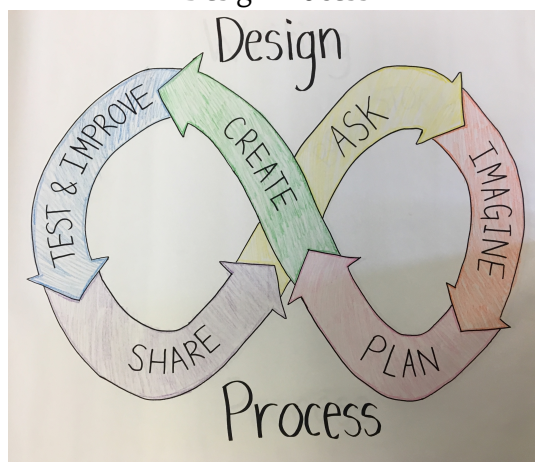 Design
ASK
IMAGINE
PLAN
CREATE
TEST & IMPROVE
SHARE
Process